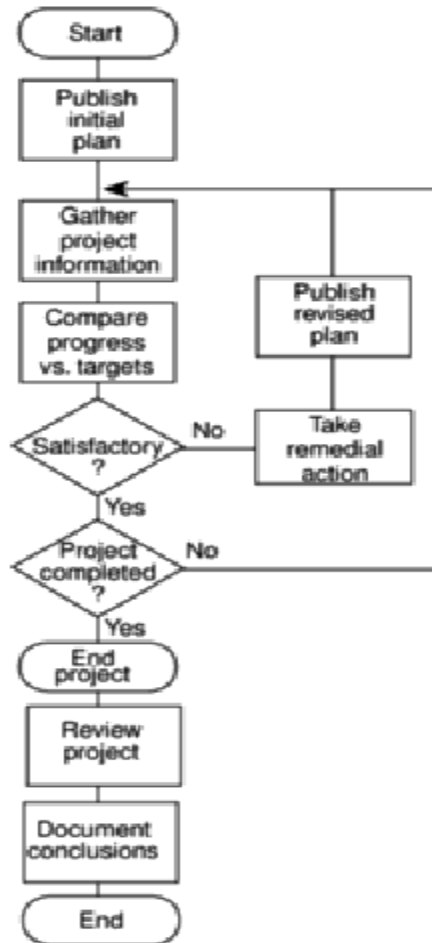 Start
Publish
initial
plan
Gather
project
information
Publish
revised
plan
Compare
progress
vs. targets
Satisfactory
?
No
Take
remedial
action
Yes
Project
completed
?
No
Yes
End
project
Review
project
Document
conclusions
End